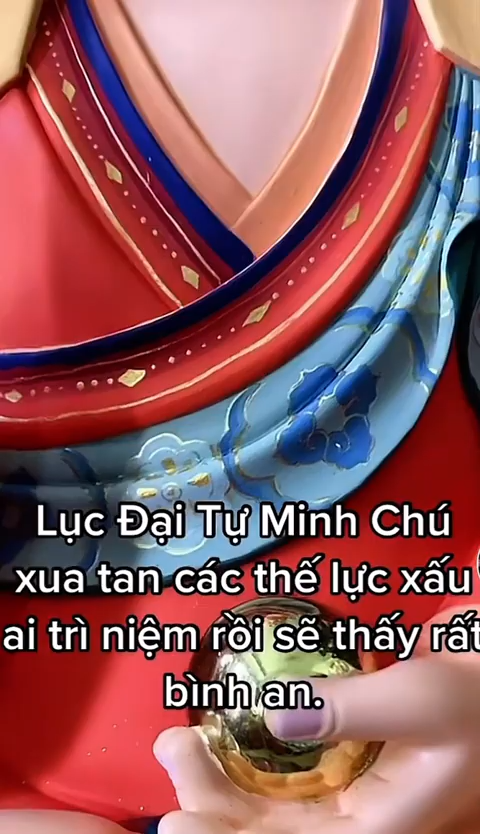 Lục Đại Tự Minh Chú
xua tan các thế lực xấu
ai trì niệm rồi sẽ thấy rất
bình an.